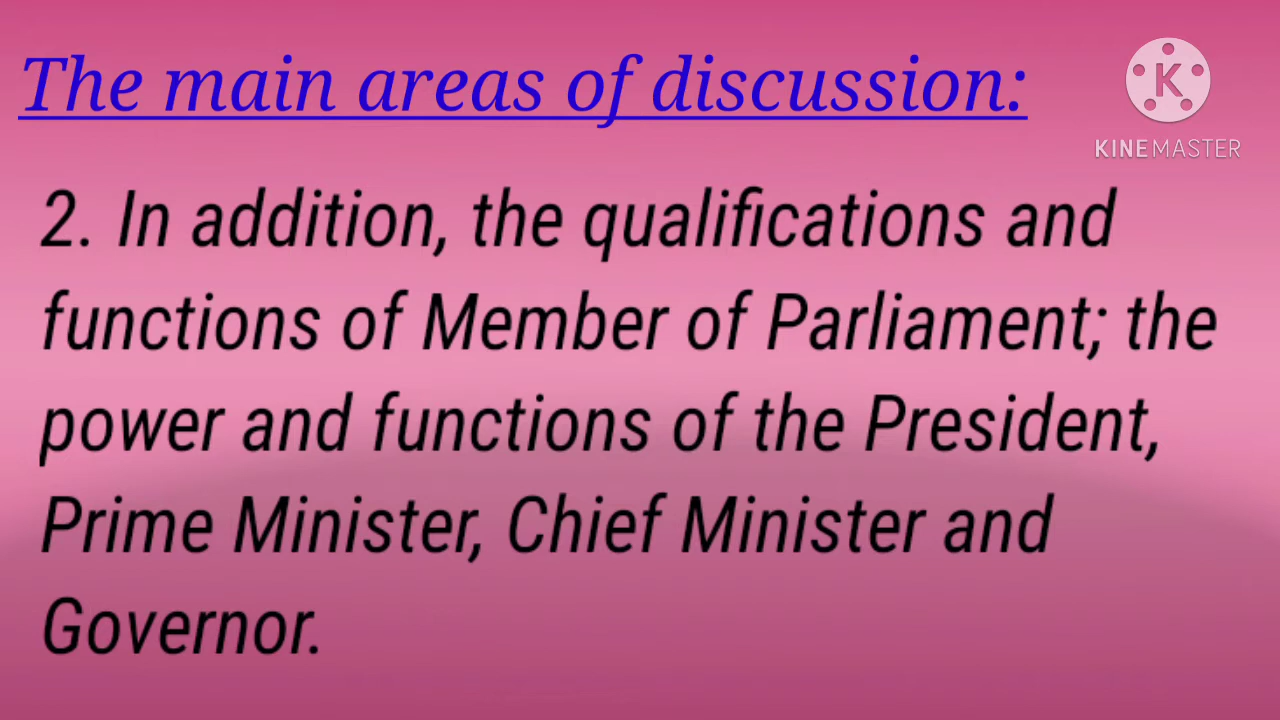 The main areas of discussion:
K
KINEMASTER
2. In addition, the qualifications and
functions of Member of Parliament; the
power and functions of the President,
Prime Minister, Chief Minister and
Governor.